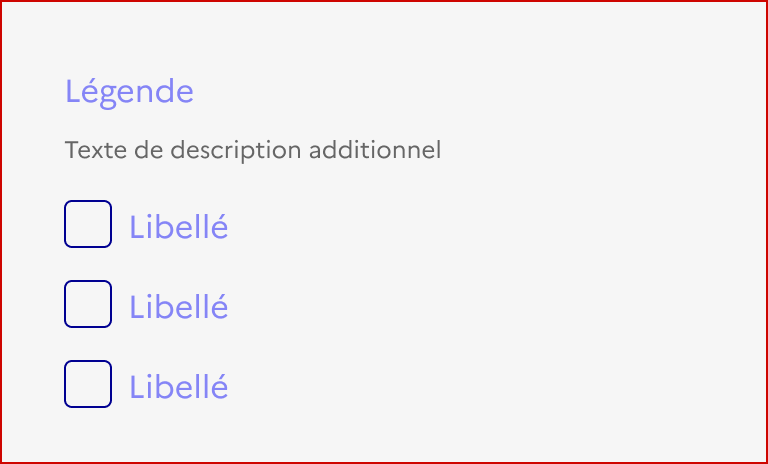 Légende
Texte de description additionnel
Libellé
Libellé
Libellé